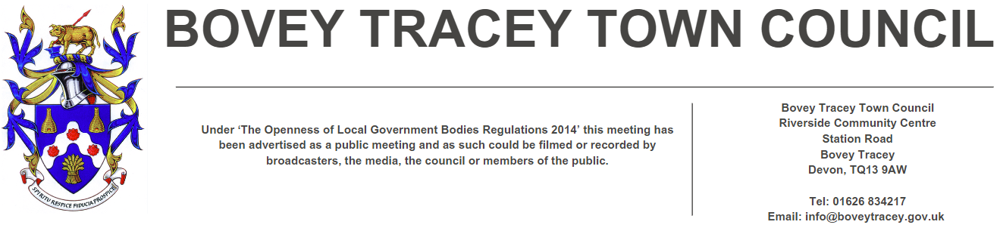 BOVEY TRACEY TOWN COUNCIL
Under ‘The Openness of Local Government Bodies Regulations 2014’ this meeting has
been advertised as a public meeting and as such could be filmed or recorded by
broadcasters, the media, the council or members of the public.
Bovey Tracey Town Council
Riverside Community Centre
Station Road
Bovey Tracey
Devon, TQ13 9AW
Tel: 01626 834217
Email: info@boveytracey.gov.uk
SPIRITU RESPICE FIDUCIA PROSPICE